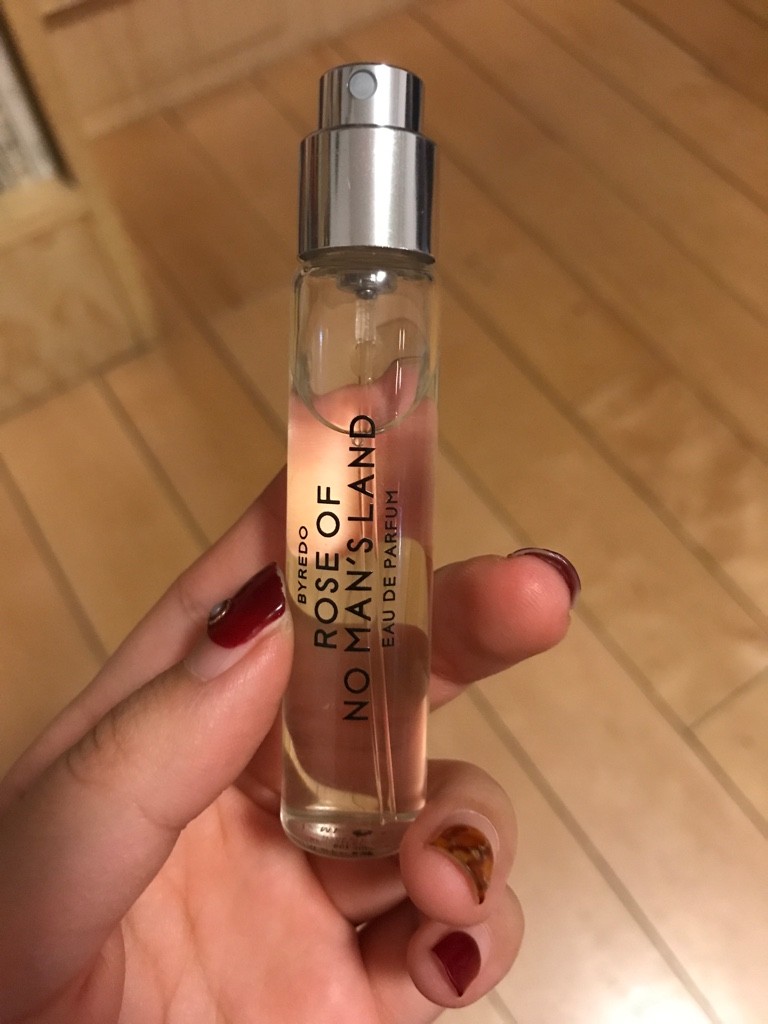 BYREDO
ROSE OF
NO MAN'S LAND
EAU DE PARFUM